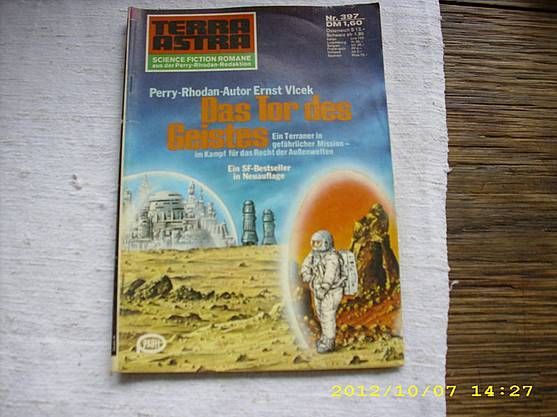 TERRA
ASTRA
SCIENCE FICTION ROMANE
aus der Perry-Rhodan-Redaktion
Nr. 397
DM 1,60
Perry-Rhodan-Autor Ernst Vlcek
Das Tor des
Geistes
Ein Terraner in
gefährlicher Mission –
im Kampf für das Recht der Außenwelten
Ein SF-Bestseller
in Neuauflage
2012/10/07 14:27